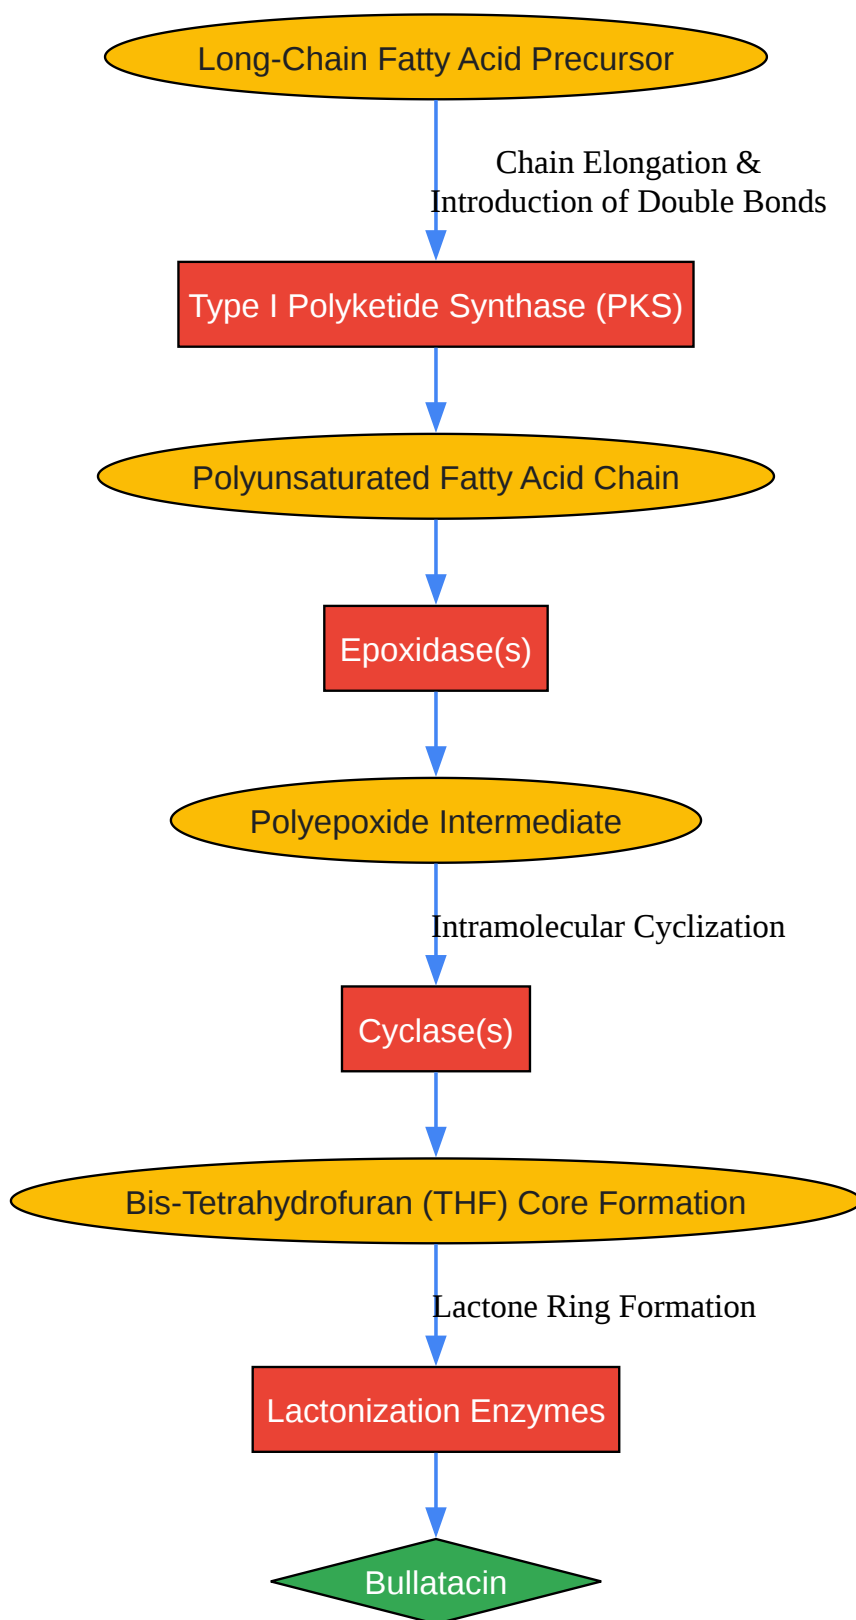 Long-Chain Fatty Acid Precursor
Chain Elongation &
Introduction of Double Bonds
Type I Polyketide Synthase (PKS)
Polyunsaturated Fatty Acid Chain
Epoxidase(s)
Polyepoxide Intermediate
Intramolecular Cyclization
Cyclase(s)
Bis-Tetrahydrofuran (THF) Core Formation
Lactone Ring Formation
Lactonization Enzymes
Bullatacin